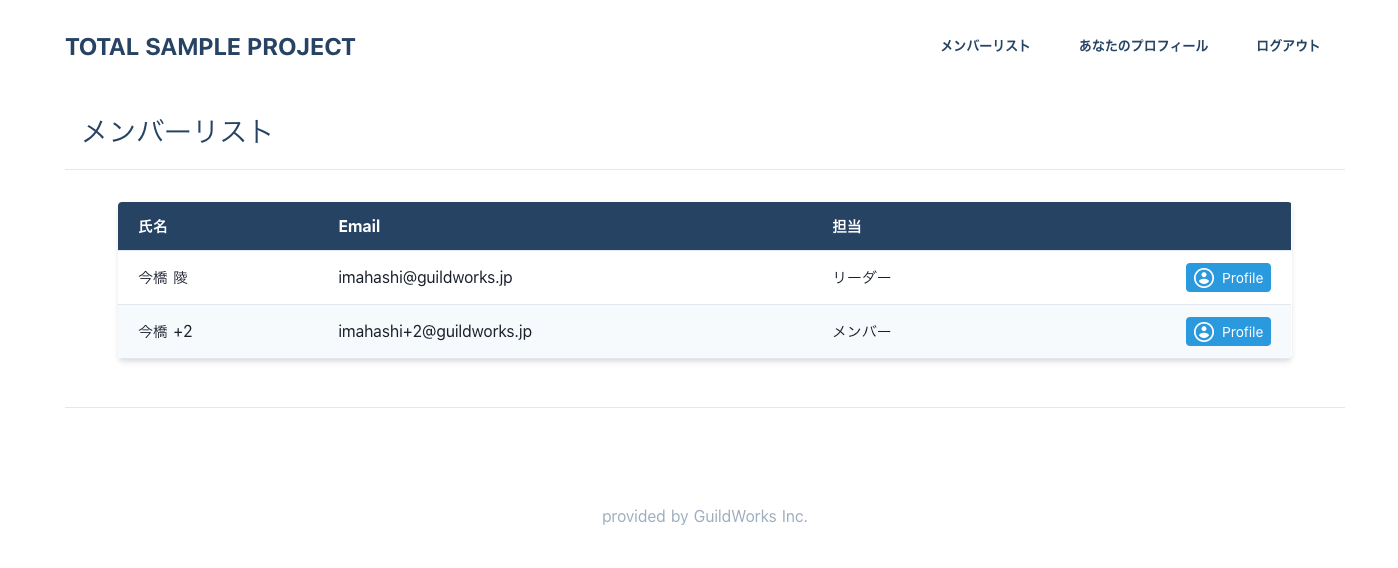 TOTAL SAMPLE PROJECT メンバーリスト あなたのプロフィール ログアウト
メンバーリスト
氏名 Email 担当
今橋 陵 imahashi@guildworks.jp リーダー Profile
今橋 +2 imahashi+2@guildworks.jp メンバー Profile
provided by GuildWorks Inc.